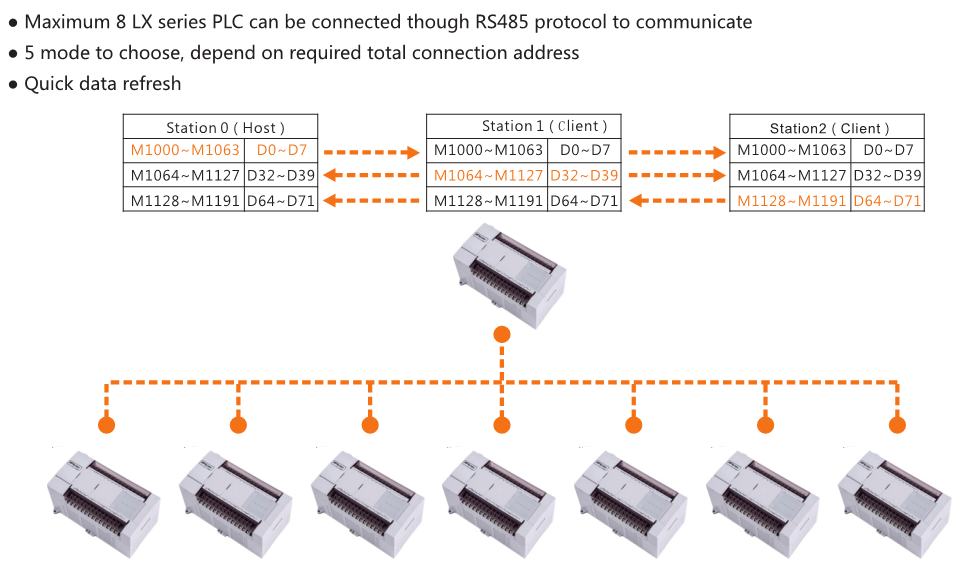 ● Maximum 8 LX series PLC can be connected though RS485 protocol to communicate
● 5 mode to choose, depend on required total connection address
● Quick data refresh
Station 0 ( Host ) Station 1 ( Client ) Station2 ( Client )
M1000~M1063 D0~D7 M1000~M1063 D0~D7 M1000~M1063 D0~D7
M1064~M1127 D32~D39 M1064~M1127 D32~D39 M1064~M1127 D32~D39
M1128~M1191 D64~D71 M1128~M1191 D64~D71 M1128~M1191 D64~D71